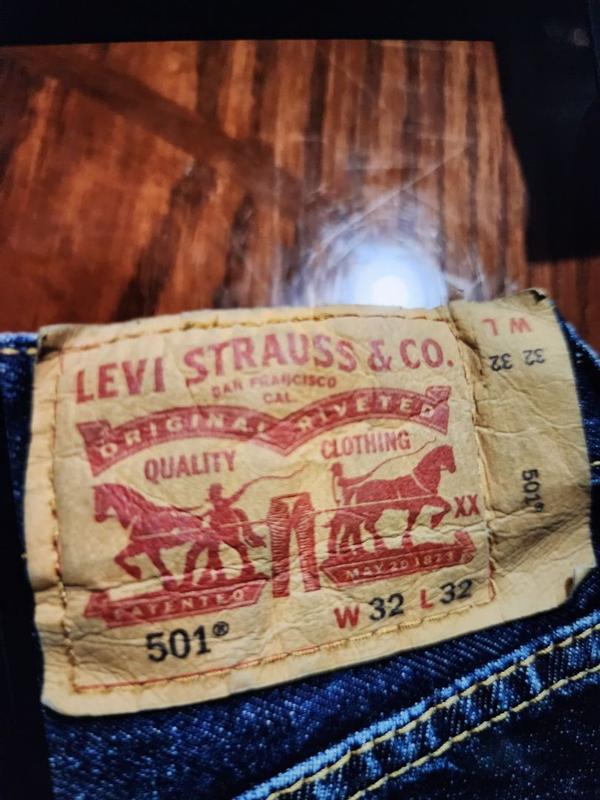 LEVI STRAUSS & CO.
SAN FRANCISCO
CAL.
ORIGINAL RIVETED
QUALITY CLOTHING
XX
PATENTED MAY 20 1873
501® W 32 L 32
W L
32 32
501®